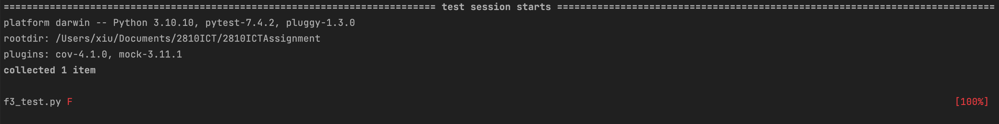 ============================================================================ test session starts =============================================================================
platform darwin -- Python 3.10.10, pytest-7.4.2, pluggy-1.3.0
rootdir: /Users/xiu/Documents/2810ICT/2810ICTAssignment
plugins: cov-4.1.0, mock-3.11.1
collected 1 item
f3_test.py F [100%]